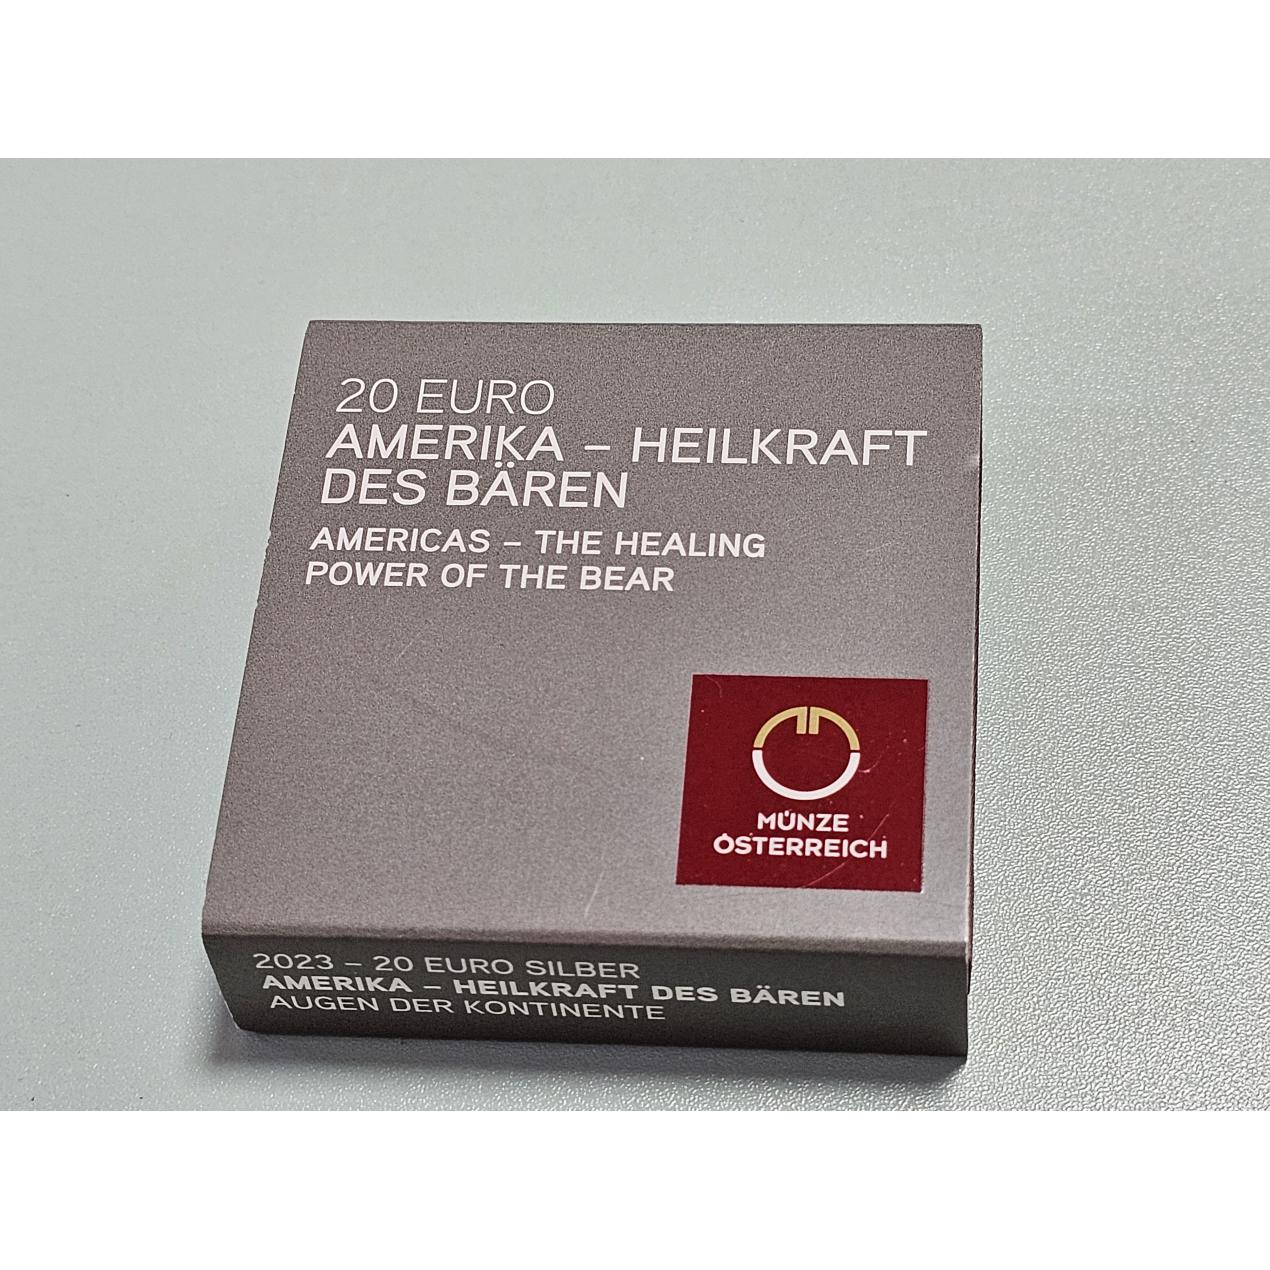 20 EURO
AMERIKA – HEILKRAFT
DES BÄREN
AMERICAS – THE HEALING
POWER OF THE BEAR
MÜNZE
ÖSTERREICH
2023 – 20 EURO SILBER
AMERIKA – HEILKRAFT DES BÄREN
AUGEN DER KONTINENTE